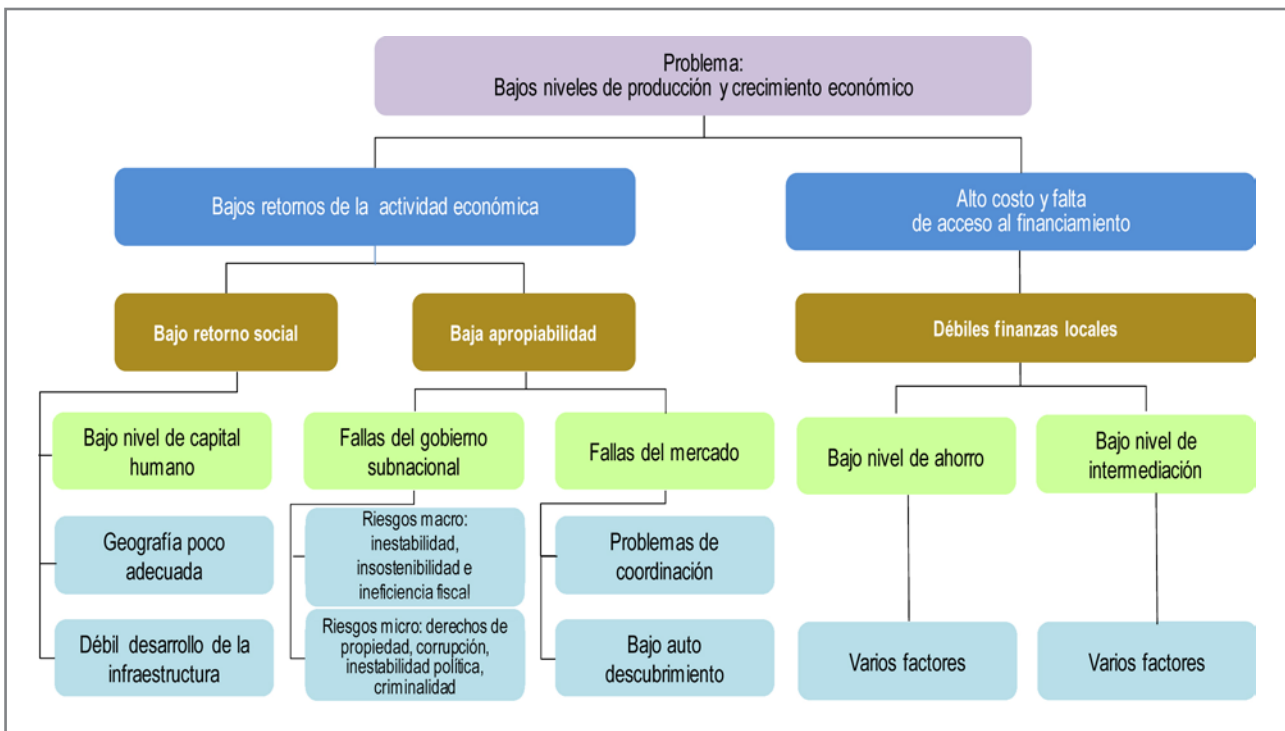 Problema:
Bajos niveles de producción y crecimiento económico
Bajos retornos de la actividad económica
Alto costo y falta
de acceso al financiamiento
Bajo retorno social
Baja apropiabilidad
Débiles finanzas locales
Bajo nivel de capital
humano
Fallas del gobierno
subnacional
Fallas del mercado
Bajo nivel de ahorro
Bajo nivel de
intermediación
Geografía poco
adecuada
Riesgos macro:
inestabilidad,
insostenibilidad e
ineficiencia fiscal
Problemas de
coordinación
Débil desarrollo de la
infraestructura
Riesgos micro: derechos de
propiedad, corrupción,
inestabilidad política,
criminalidad
Bajo auto
descubrimiento
Varios factores
Varios factores